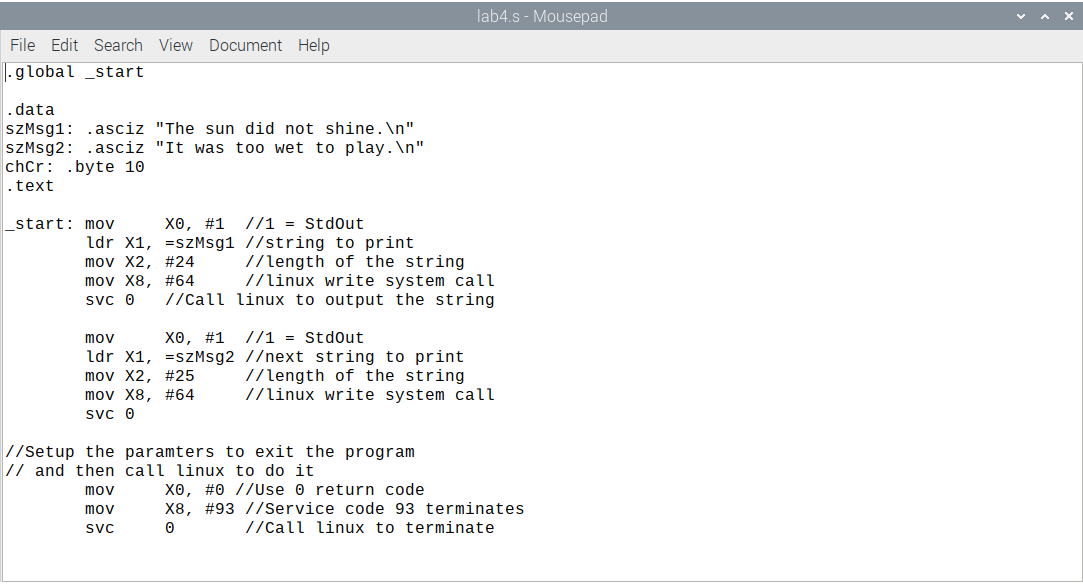 lab4.s - Mousepad
File Edit Search View Document Help
.global _start
.data
szMsg1: .asciz "The sun did not shine.\n"
szMsg2: .asciz "It was too wet to play.\n"
chCr: .byte 10
.text
_start: mov     X0, #1  //1 = StdOut
        ldr X1, =szMsg1 //string to print
        mov X2, #24     //length of the string
        mov X8, #64     //linux write system call
        svc 0   //Call linux to output the string
        mov     X0, #1  //1 = StdOut
        ldr X1, =szMsg2 //next string to print
        mov X2, #25     //length of the string
        mov X8, #64     //linux write system call
        svc 0
//Setup the paramters to exit the program
// and then call linux to do it
        mov     X0, #0 //Use 0 return code
        mov     X8, #93 //Service code 93 terminates
        svc     0       //Call linux to terminate